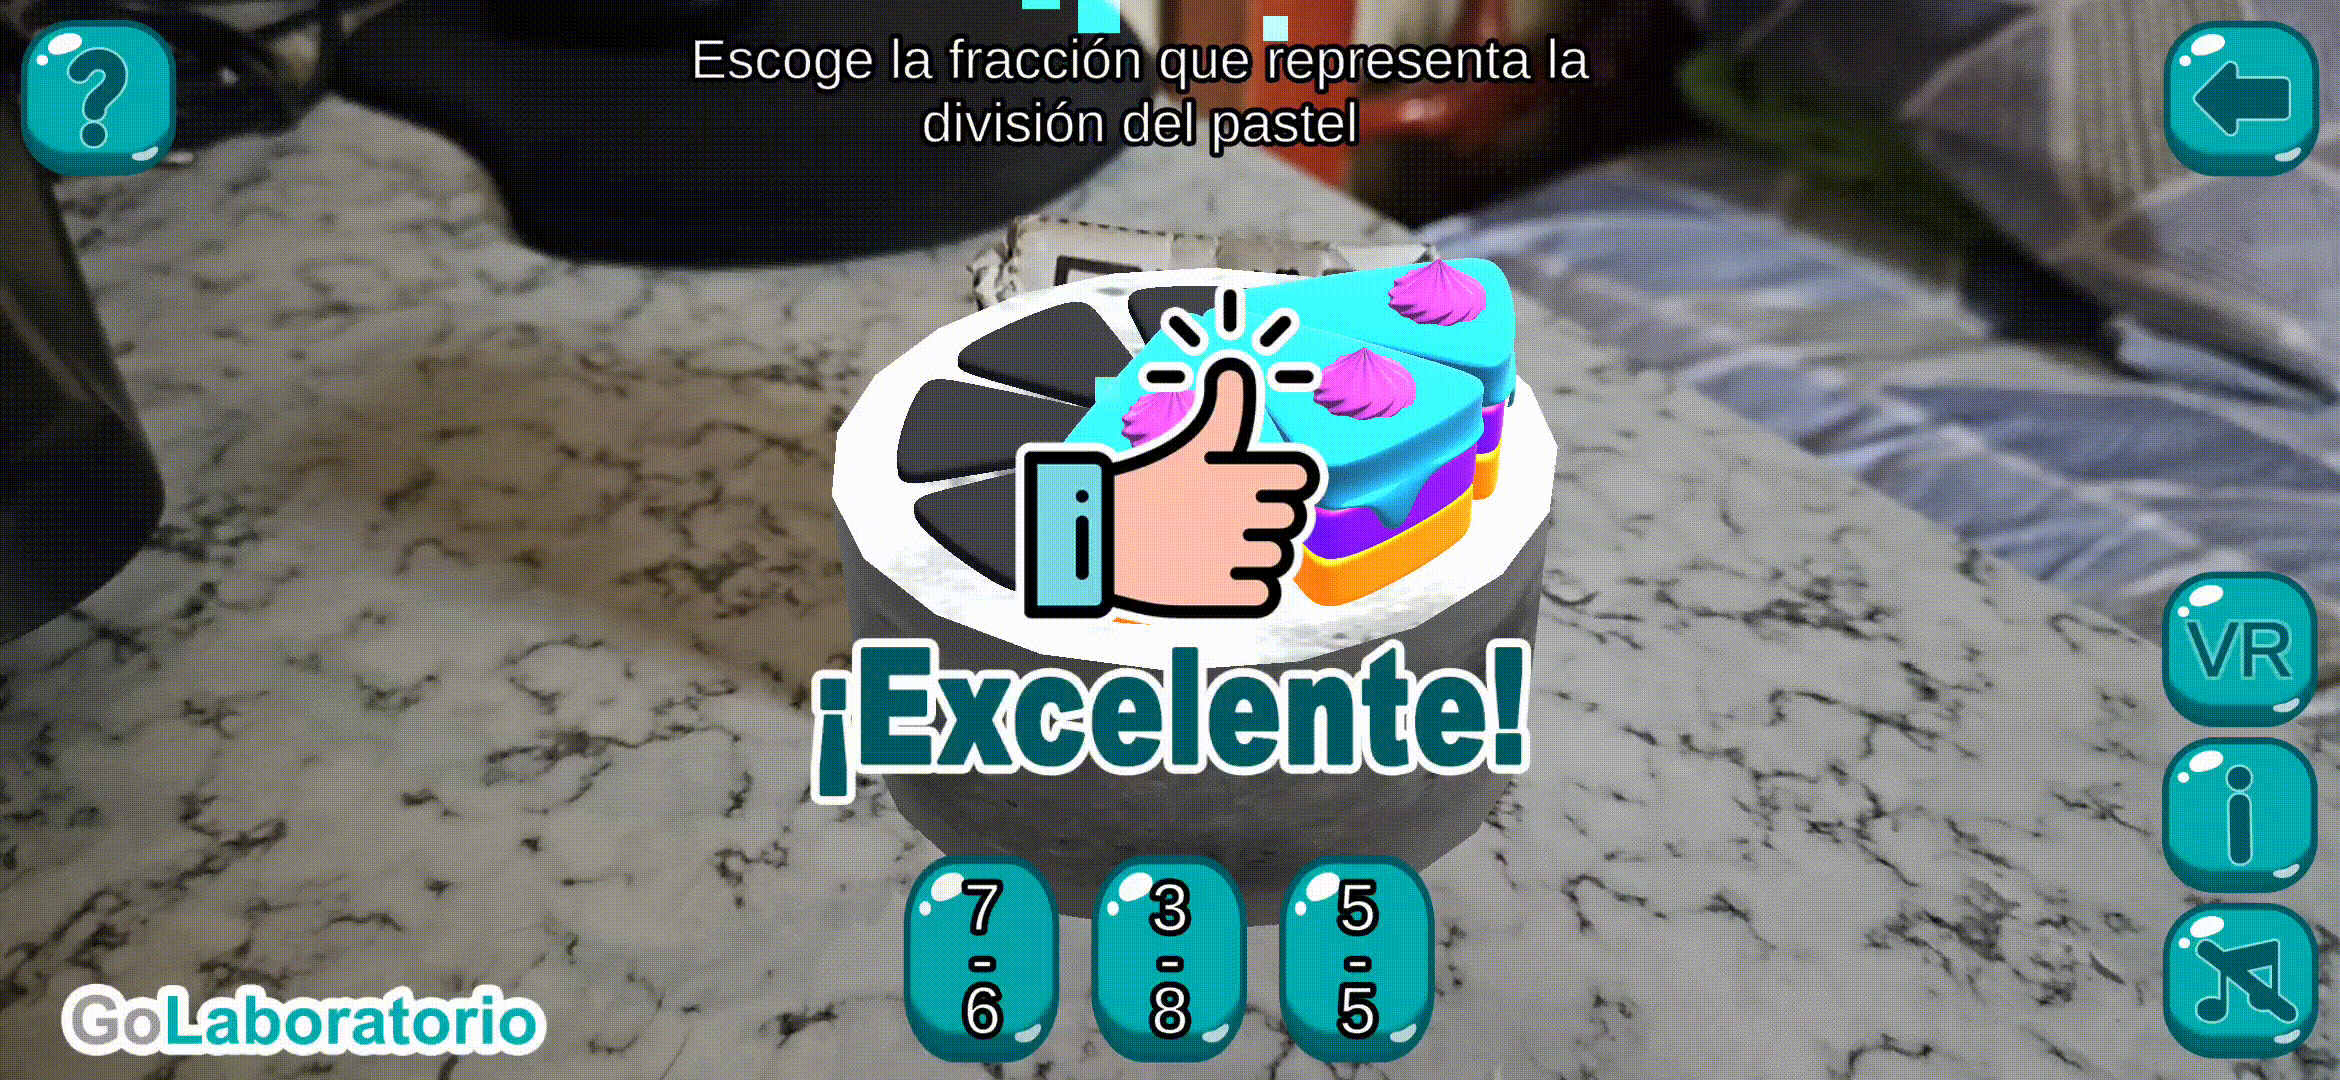 Escoge la fracción que representa la
división del pastel
¡Excelente!
7
-
6
3
-
8
5
-
5
VR
i
GoLaboratorio